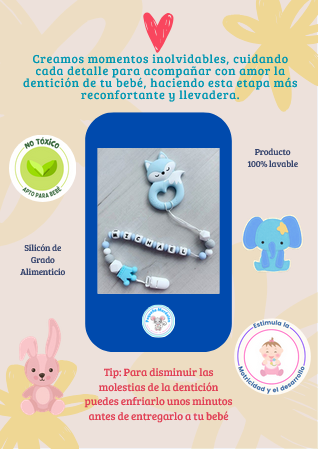 Creamos momentos inolvidables, cuidando
cada detalle para acompañar con amor la
dentición de tu bebé, haciendo esta etapa más
reconfortante y llevadera.
NO TÓXICO
APTO PARA BEBÉ
Producto
100% lavable
MICHAEL
Silicón de
Grado
Alimenticio
Estimula la
Motricidad y el desarrollo
Tip: Para disminuir las
molestias de la dentición
puedes enfriarlo unos minutos
antes de entregarlo a tu bebé